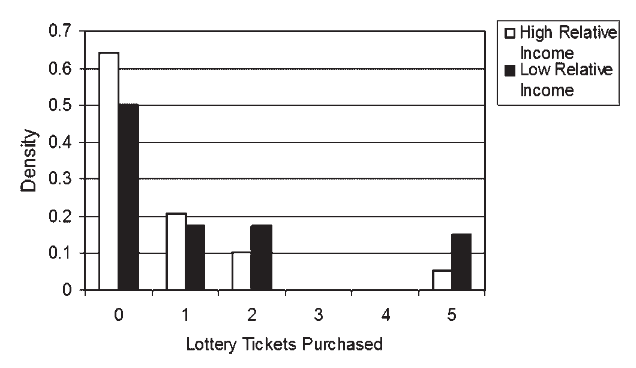 0.7
0.6
0.5
0.4
0.3
0.2
0.1
0
Density
0 1 2 3 4 5
Lottery Tickets Purchased
High Relative
Income
Low Relative
Income